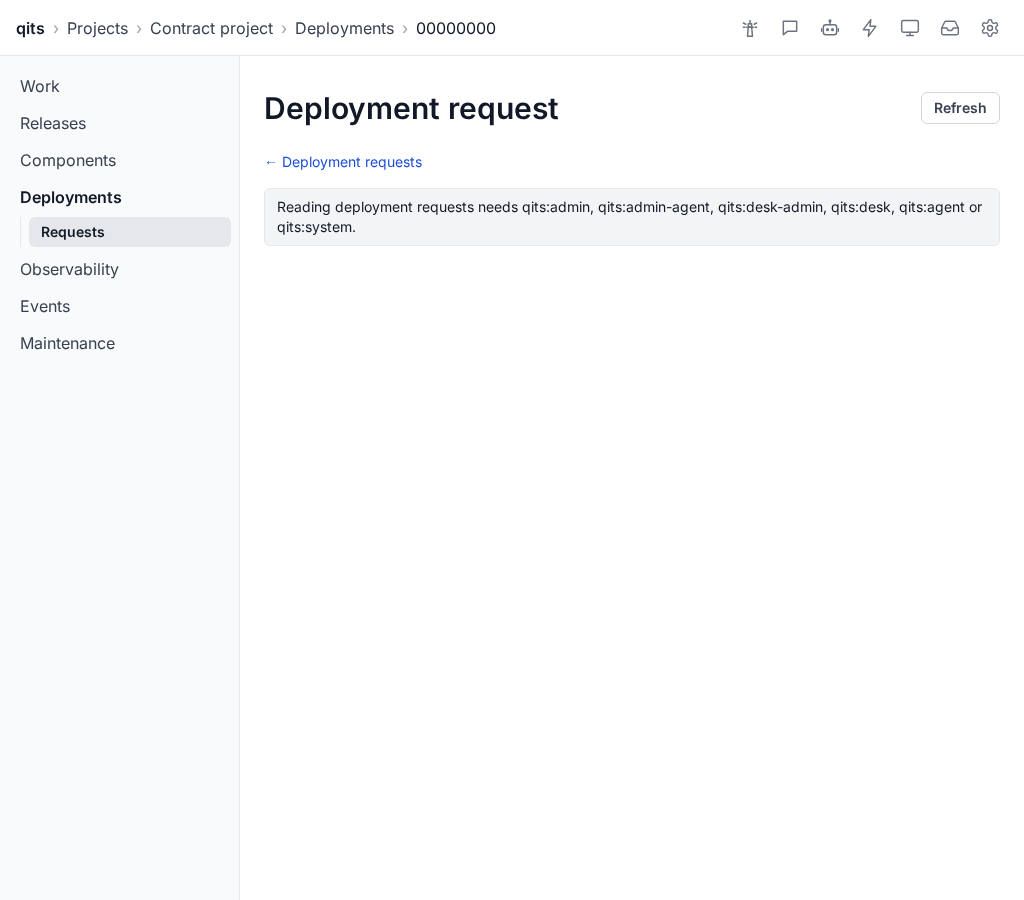 qits › Projects › Contract project › Deployments › 00000000
Work
Releases
Components
Deployments
Requests
Observability
Events
Maintenance
Deployment request
Refresh
← Deployment requests
Reading deployment requests needs qits:admin, qits:admin-agent, qits:desk-admin, qits:desk, qits:agent or
qits:system.